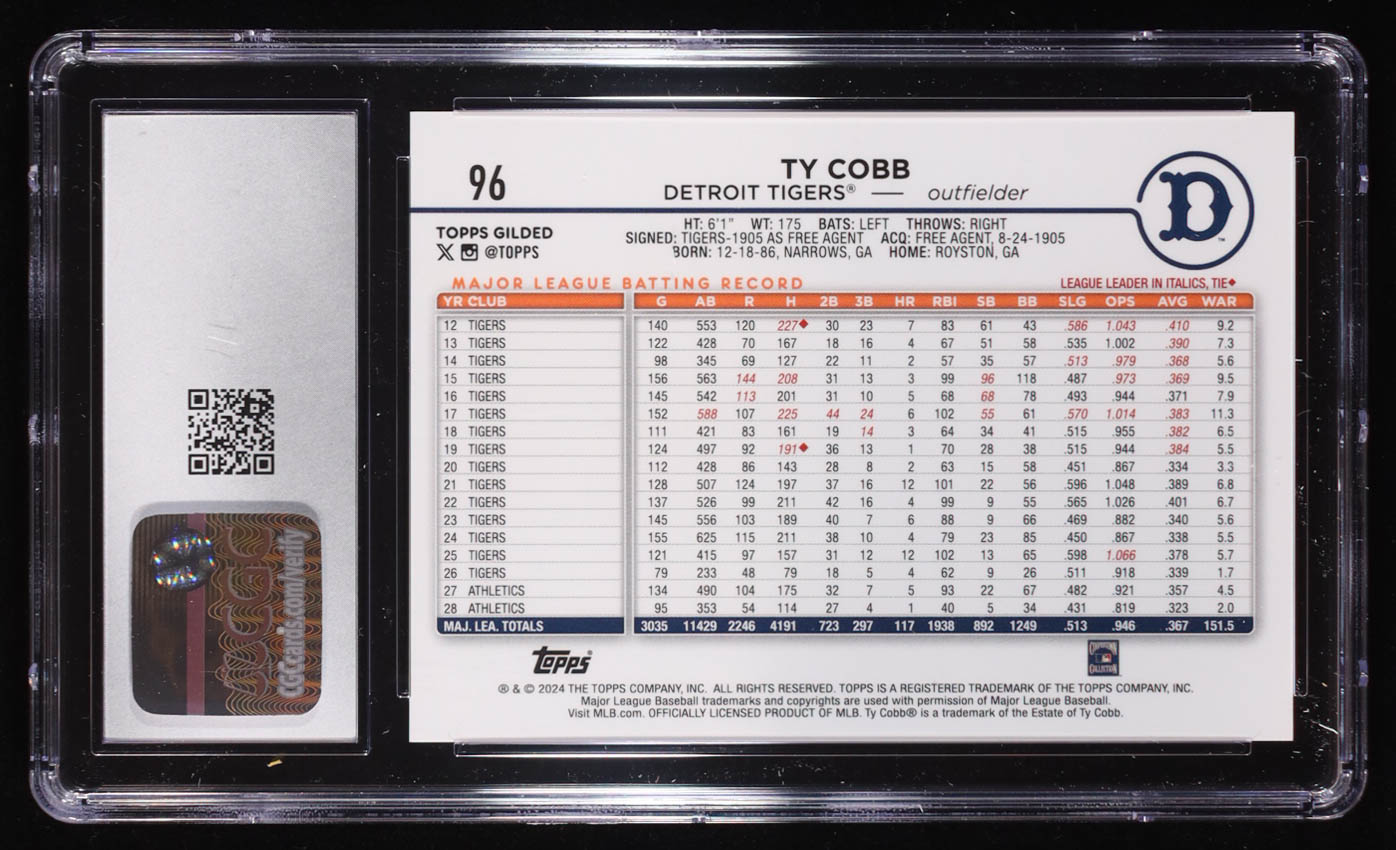 96
TY COBB
DETROIT TIGERS® — outfielder
D
™
TOPPS GILDED
@TOPPS
HT: 6'1" WT: 175 BATS: LEFT THROWS: RIGHT
SIGNED: TIGERS-1905 AS FREE AGENT ACQ: FREE AGENT, 8-24-1905
BORN: 12-18-86, NARROWS, GA HOME: ROYSTON, GA
MAJOR LEAGUE BATTING RECORD LEAGUE LEADER IN ITALICS, TIE◆
YR CLUB G AB R H 2B 3B HR RBI SB BB SLG OPS AVG WAR
12 TIGERS 140 553 120 227◆ 30 23 7 83 61 43 .586 1.043 .410 9.2
13 TIGERS 122 428 70 167 18 16 4 67 51 58 .535 1.002 .390 7.3
14 TIGERS 98 345 69 127 22 11 2 57 35 57 .513 .979 .368 5.6
15 TIGERS 156 563 144 208 31 13 3 99 96 118 .487 .973 .369 9.5
16 TIGERS 145 542 113 201 31 10 5 68 68 78 .493 .944 .371 7.9
17 TIGERS 152 588 107 225 44 24 6 102 55 61 .570 1.014 .383 11.3
18 TIGERS 111 421 83 161 19 14 3 64 34 41 .515 .955 .382 6.5
19 TIGERS 124 497 92 191◆ 36 13 1 70 28 38 .515 .944 .384 5.5
20 TIGERS 112 428 86 143 28 8 2 63 15 58 .451 .867 .334 3.3
21 TIGERS 128 507 124 197 37 16 12 101 22 56 .596 1.048 .389 6.8
22 TIGERS 137 526 99 211 42 16 4 99 9 55 .565 1.026 .401 6.7
23 TIGERS 145 556 103 189 40 7 6 88 9 66 .469 .882 .340 5.6
24 TIGERS 155 625 115 211 38 10 4 79 23 85 .450 .867 .338 5.5
25 TIGERS 121 415 97 157 31 12 12 102 13 65 .598 1.066 .378 5.7
26 TIGERS 79 233 48 79 18 5 4 62 9 26 .511 .918 .339 1.7
27 ATHLETICS 134 490 104 175 32 7 5 93 22 67 .482 .921 .357 4.5
28 ATHLETICS 95 353 54 114 27 4 1 40 5 34 .431 .819 .323 2.0
MAJ. LEA. TOTALS 3035 11429 2246 4191 723 297 117 1938 892 1249 .513 .946 .367 151.5
topps®
COOPERSTOWN
COLLECTION
® & © 2024 THE TOPPS COMPANY, INC. ALL RIGHTS RESERVED. TOPPS IS A REGISTERED TRADEMARK OF THE TOPPS COMPANY, INC.
Major League Baseball trademarks and copyrights are used with permission of Major League Baseball.
Visit MLB.com. OFFICIALLY LICENSED PRODUCT OF MLB. Ty Cobb® is a trademark of the Estate of Ty Cobb.
CGC
CGCcards.com/Verify